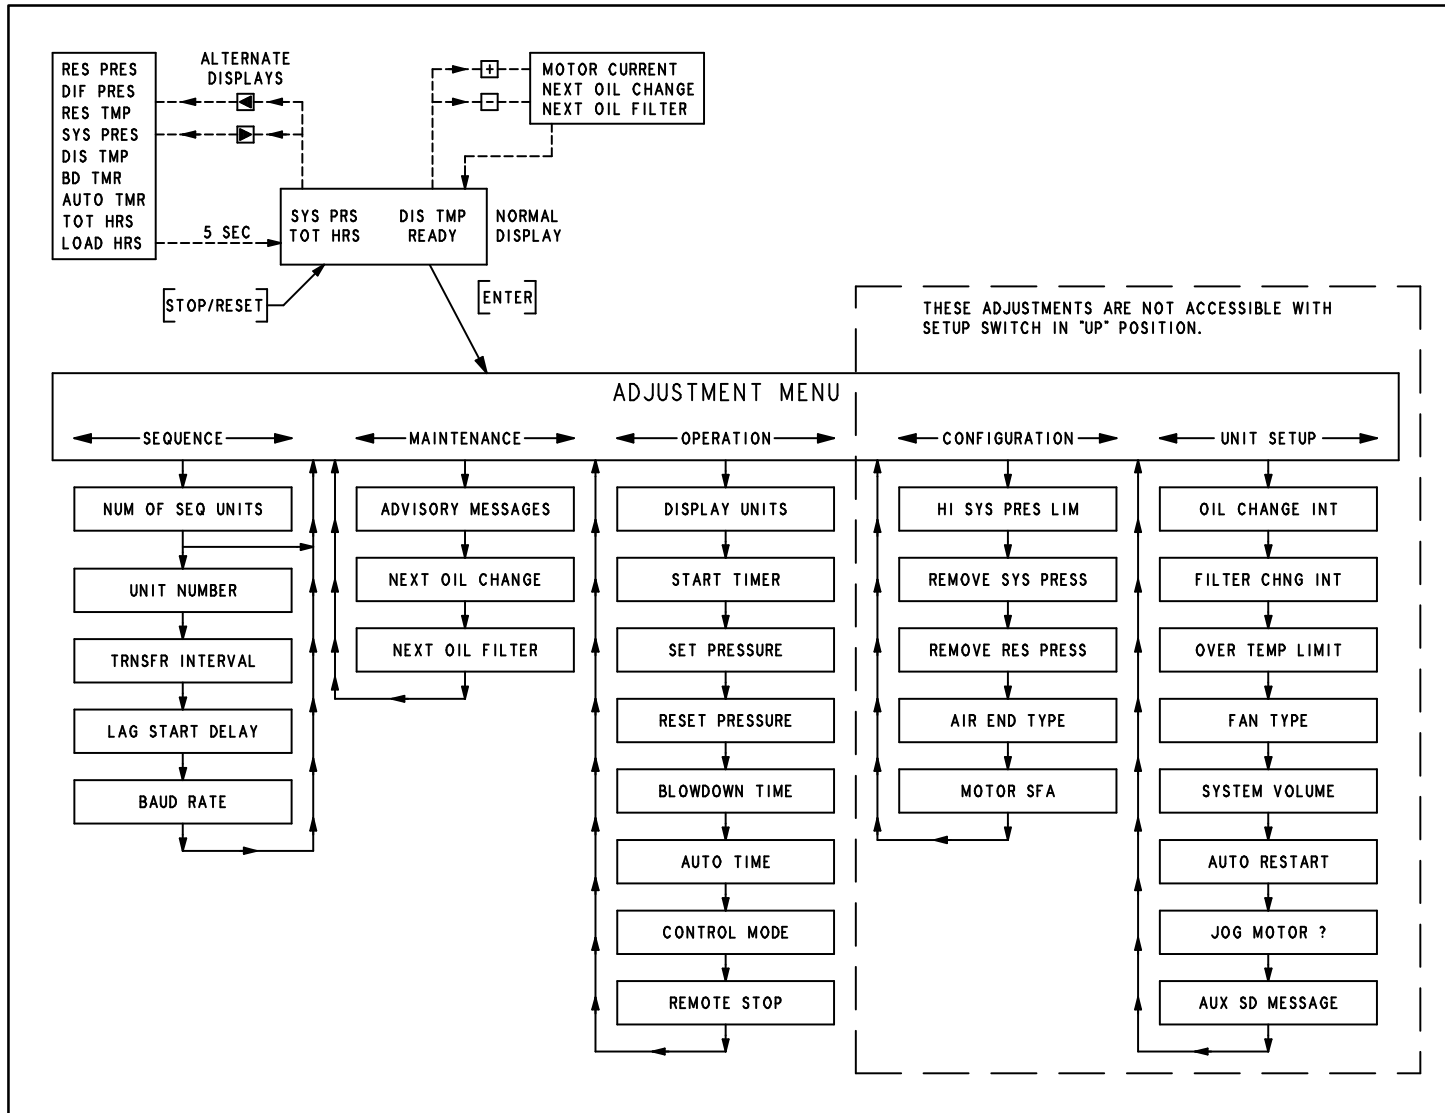 RES PRES
DIF PRES
RES TMP
SYS PRES
DIS TMP
BD TMR
AUTO TMR
TOT HRS
LOAD HRS
ALTERNATE
DISPLAYS
5 SEC
+
-
MOTOR CURRENT
NEXT OIL CHANGE
NEXT OIL FILTER
SYS PRS DIS TMP
TOT HRS READY
NORMAL
DISPLAY
[STOP/RESET]
[ENTER]
THESE ADJUSTMENTS ARE NOT ACCESSIBLE WITH
SETUP SWITCH IN "UP" POSITION.
ADJUSTMENT MENU
SEQUENCE
NUM OF SEQ UNITS
UNIT NUMBER
TRNSFR INTERVAL
LAG START DELAY
BAUD RATE
MAINTENANCE
ADVISORY MESSAGES
NEXT OIL CHANGE
NEXT OIL FILTER
OPERATION
DISPLAY UNITS
START TIMER
SET PRESSURE
RESET PRESSURE
BLOWDOWN TIME
AUTO TIME
CONTROL MODE
REMOTE STOP
CONFIGURATION
HI SYS PRES LIM
REMOVE SYS PRESS
REMOVE RES PRESS
AIR END TYPE
MOTOR SFA
UNIT SETUP
OIL CHANGE INT
FILTER CHNG INT
OVER TEMP LIMIT
FAN TYPE
SYSTEM VOLUME
AUTO RESTART
JOG MOTOR ?
AUX SD MESSAGE